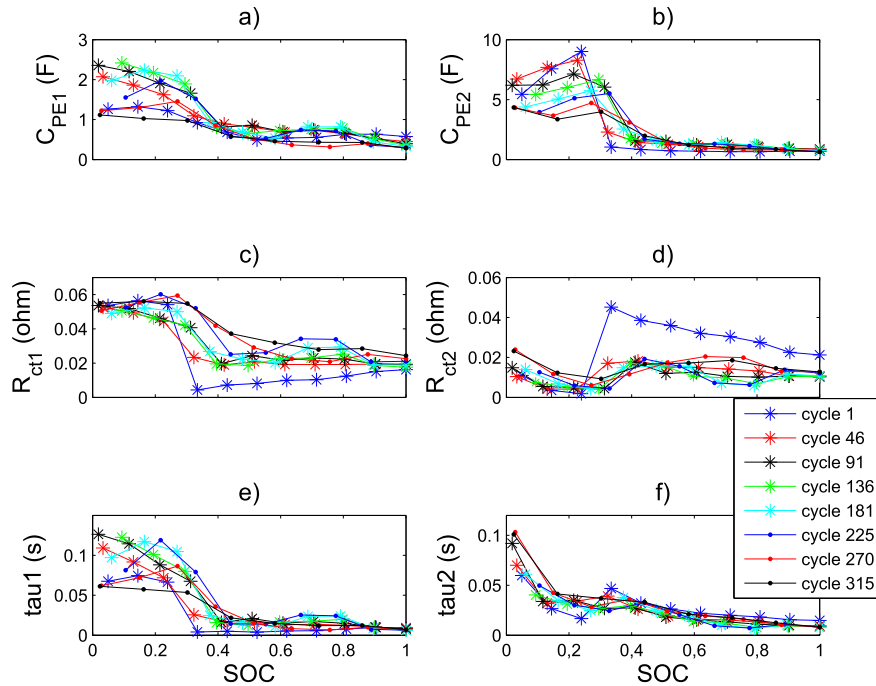 a)
b)
3
2
1
0
C_PE1 (F)
10
5
0
C_PE2 (F)
c)
d)
0.06
0.04
0.02
0
R_ct1 (ohm)
0.06
0.04
0.02
0
R_ct2 (ohm)
cycle 1
cycle 46
cycle 91
cycle 136
cycle 181
cycle 225
cycle 270
cycle 315
e)
f)
0.1
0.05
0
tau1 (s)
0 0.2 0.4 0.6 0.8 1
SOC
0.1
0.05
0
tau2 (s)
0 0,2 0,4 0,6 0,8 1
SOC